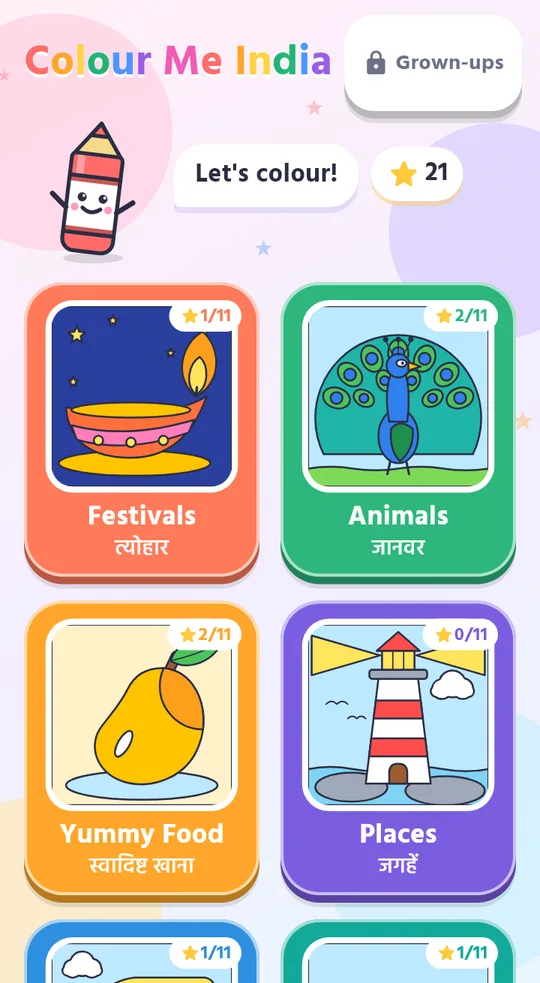 Colour Me India
Grown-ups
Let's colour!
21
1/11
2/11
Festivals
त्योहार
Animals
जानवर
2/11
0/11
Yummy Food
स्वादिष्ट खाना
Places
जगहें
1/11
1/11